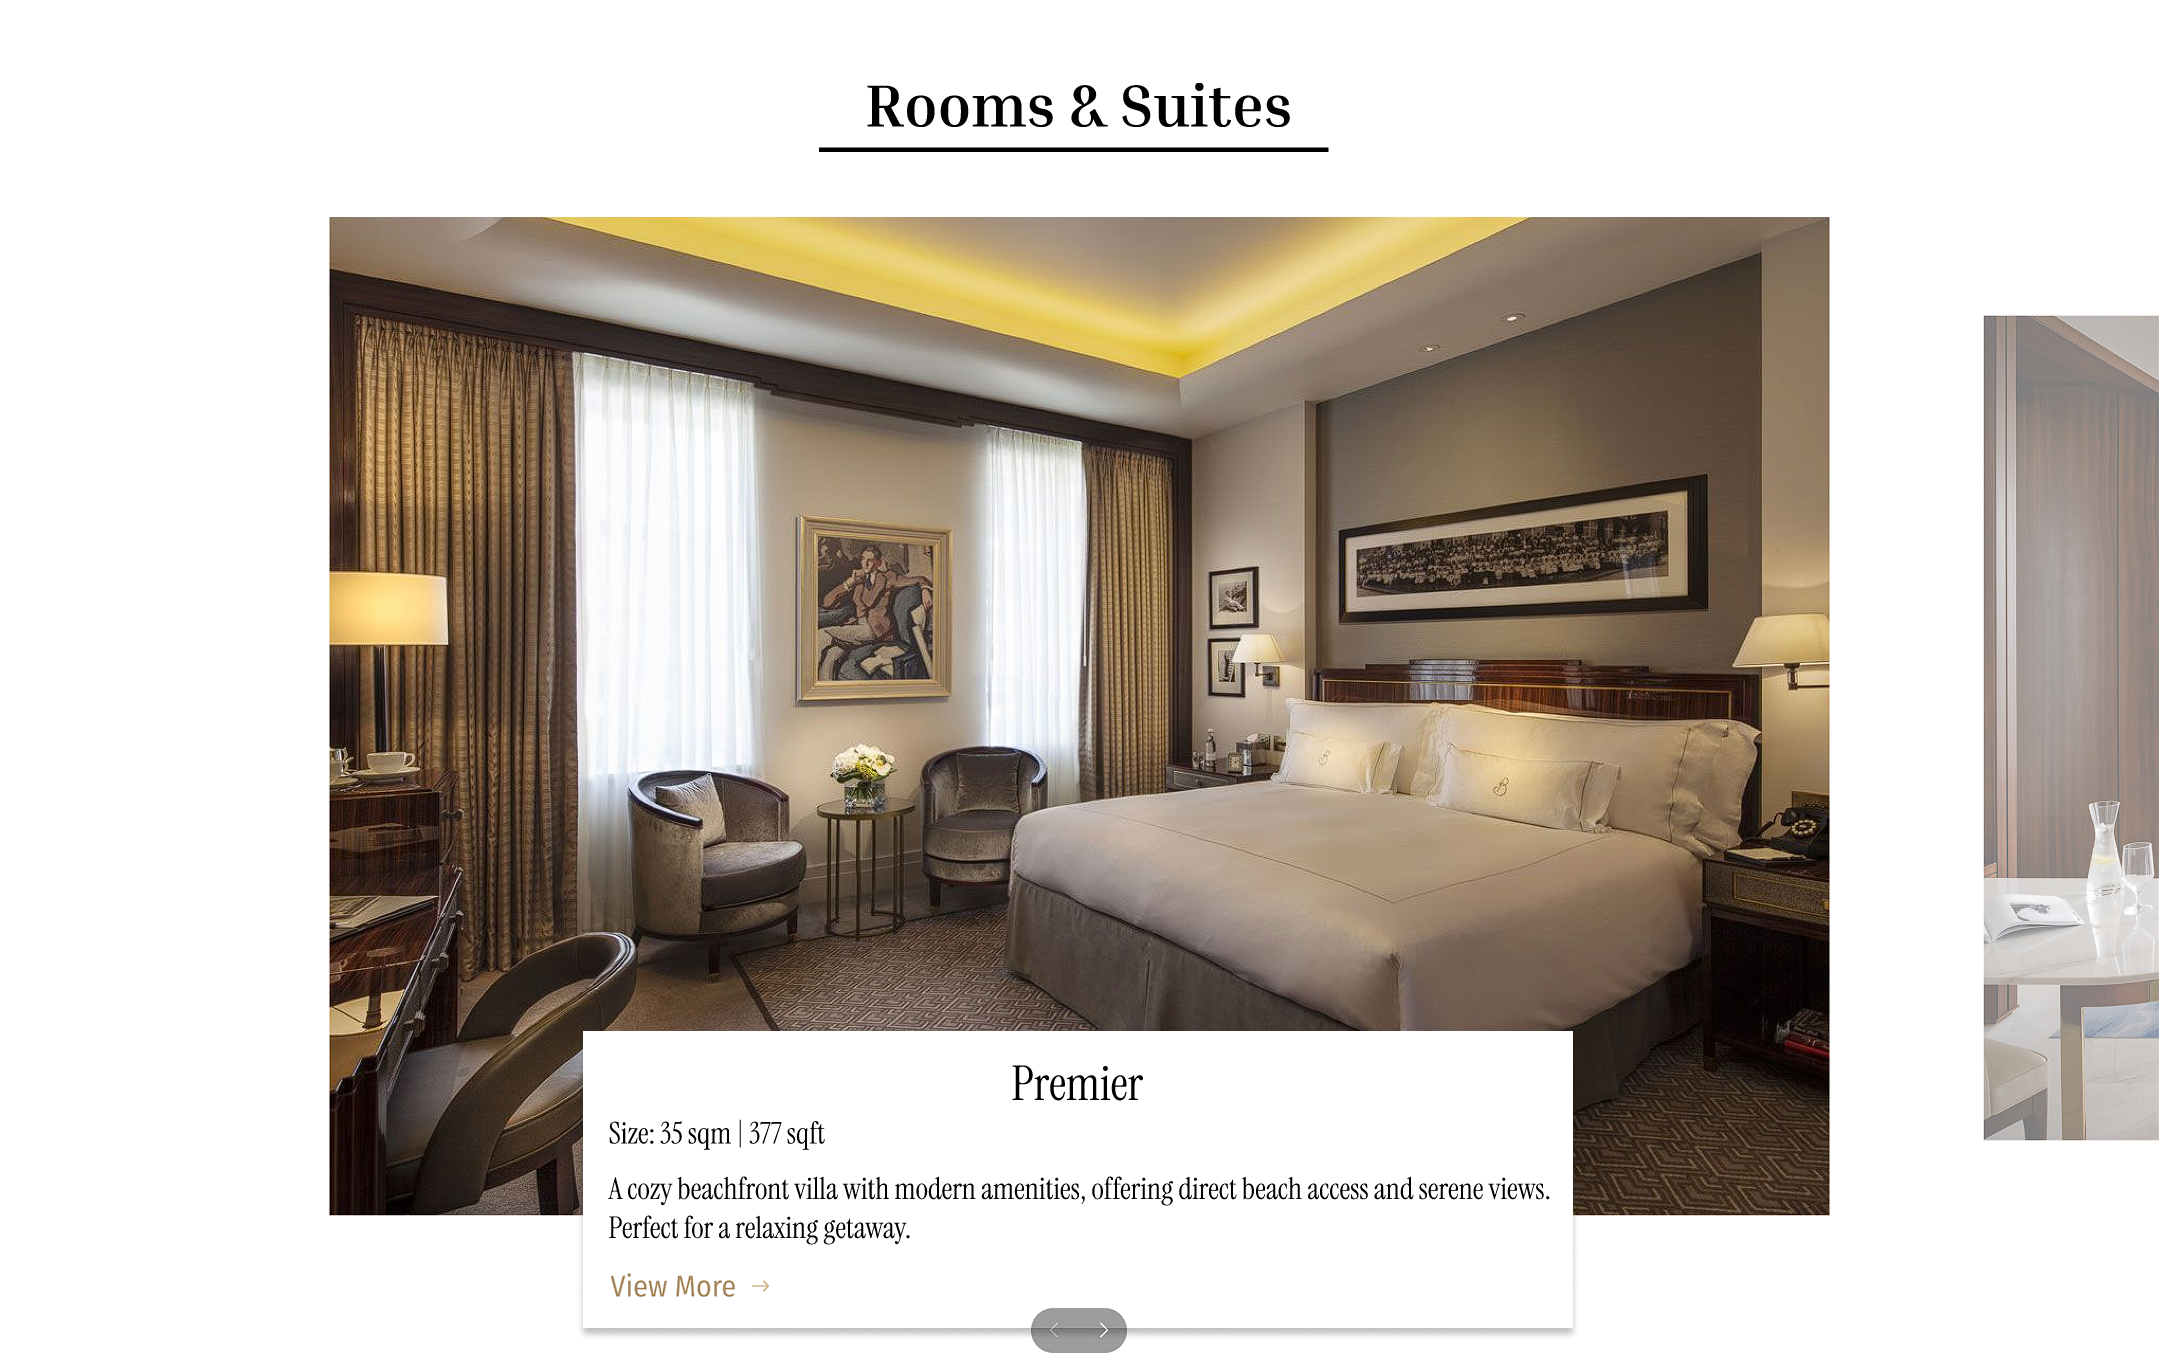 Rooms & Suites
B
B
Premier
Size: 35 sqm | 377 sqft
A cozy beachfront villa with modern amenities, offering direct beach access and serene views.
Perfect for a relaxing getaway.
View More →